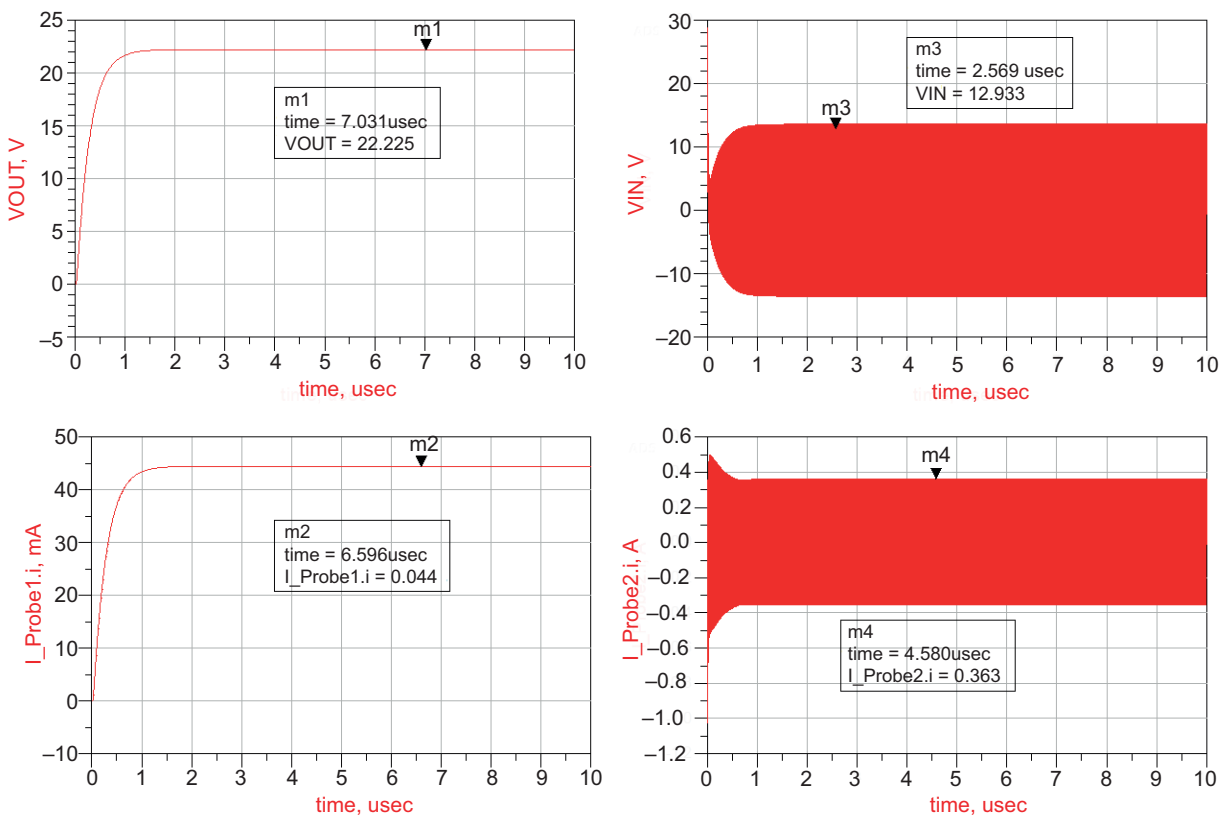 VOUT, V
25
20
15
10
5
0
–5
m1
m1
time = 7.031usec
VOUT = 22.225
0 1 2 3 4 5 6 7 8 9 10
time, usec
VIN, V
30
20
10
0
–10
–20
m3
time = 2.569 usec
VIN = 12.933
m3
0 1 2 3 4 5 6 7 8 9 10
time, usec
I_Probe1.i, mA
50
40
30
20
10
0
–10
m2
m2
time = 6.596usec
I_Probe1.i = 0.044
0 1 2 3 4 5 6 7 8 9 10
time, usec
I_Probe2.i, A
0.6
0.4
0.2
0.0
–0.2
–0.4
–0.6
–0.8
–1.0
–1.2
m4
m4
time = 4.580usec
I_Probe2.i = 0.363
0 1 2 3 4 5 6 7 8 9 10
time, usec